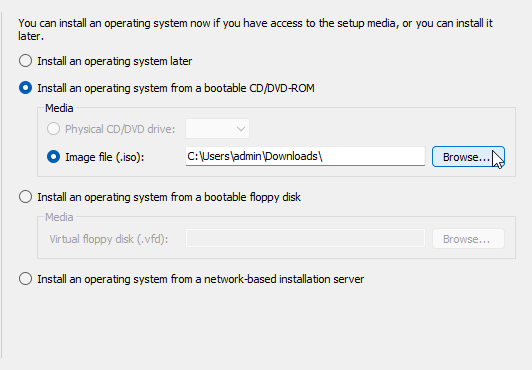 You can install an operating system now if you have access to the setup media, or you can install it
later.
Install an operating system later
Install an operating system from a bootable CD/DVD-ROM
Media
Physical CD/DVD drive:
Image file (.iso): C:\Users\admin\Downloads\ Browse...
Install an operating system from a bootable floppy disk
Media
Virtual floppy disk (.vfd): Browse...
Install an operating system from a network-based installation server